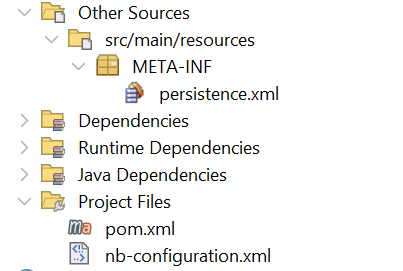 Other Sources
src/main/resources
META-INF
persistence.xml
Dependencies
Runtime Dependencies
Java Dependencies
Project Files
pom.xml
nb-configuration.xml